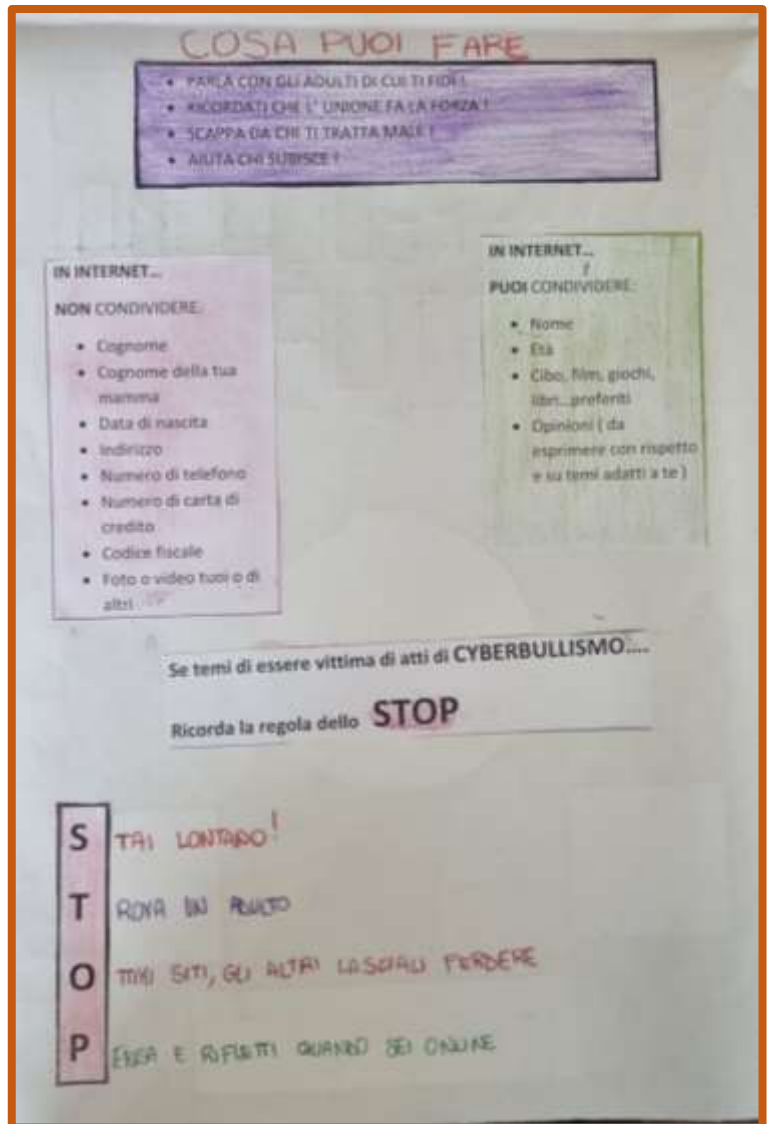 COSA PUOI FARE
• PARLA CON GLI ADULTI DI CUI TI FIDI !
• RICORDATI CHE L' UNIONE FA LA FORZA !
• SCAPPA DA CHI TI TRATTA MALE !
• AIUTA CHI SUBISCE !
IN INTERNET...
NON CONDIVIDERE:
• Cognome
• Cognome della tua
mamma
• Data di nascita
• Indirizzo
• Numero di telefono
• Numero di carta di
credito
• Codice fiscale
• Foto o video tuoi o di
altri
IN INTERNET...
PUOI CONDIVIDERE:
• Nome
• Età
• Cibo, film, giochi,
libri...preferiti
• Opinioni ( da
esprimere con rispetto
e su temi adatti a te )
Se temi di essere vittima di atti di CYBERBULLISMO....
Ricorda la regola dello STOP
S TAI LONTANO!
T ROVA UN ADULTO
O TTIMI SITI, GLI ALTRI LASCIALI PERDERE
P ENSA E RIFLETTI QUANDO SEI ONLINE